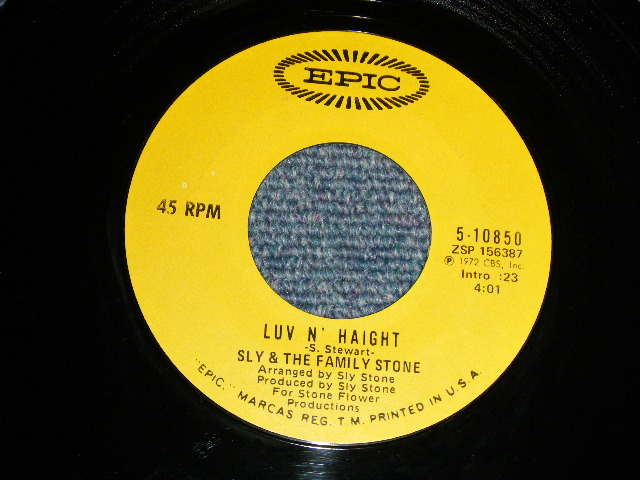 EPIC
45 RPM
5-10850
ZSP 156387
Ⓟ 1972 CBS, Inc.
Intro :23
4:01
LUV N' HAIGHT
-S. Stewart-
SLY & THE FAMILY STONE
Arranged by Sly Stone
Produced by Sly Stone
For Stone Flower
Productions
"EPIC," MARCAS REG. T.M. PRINTED IN U.S.A.